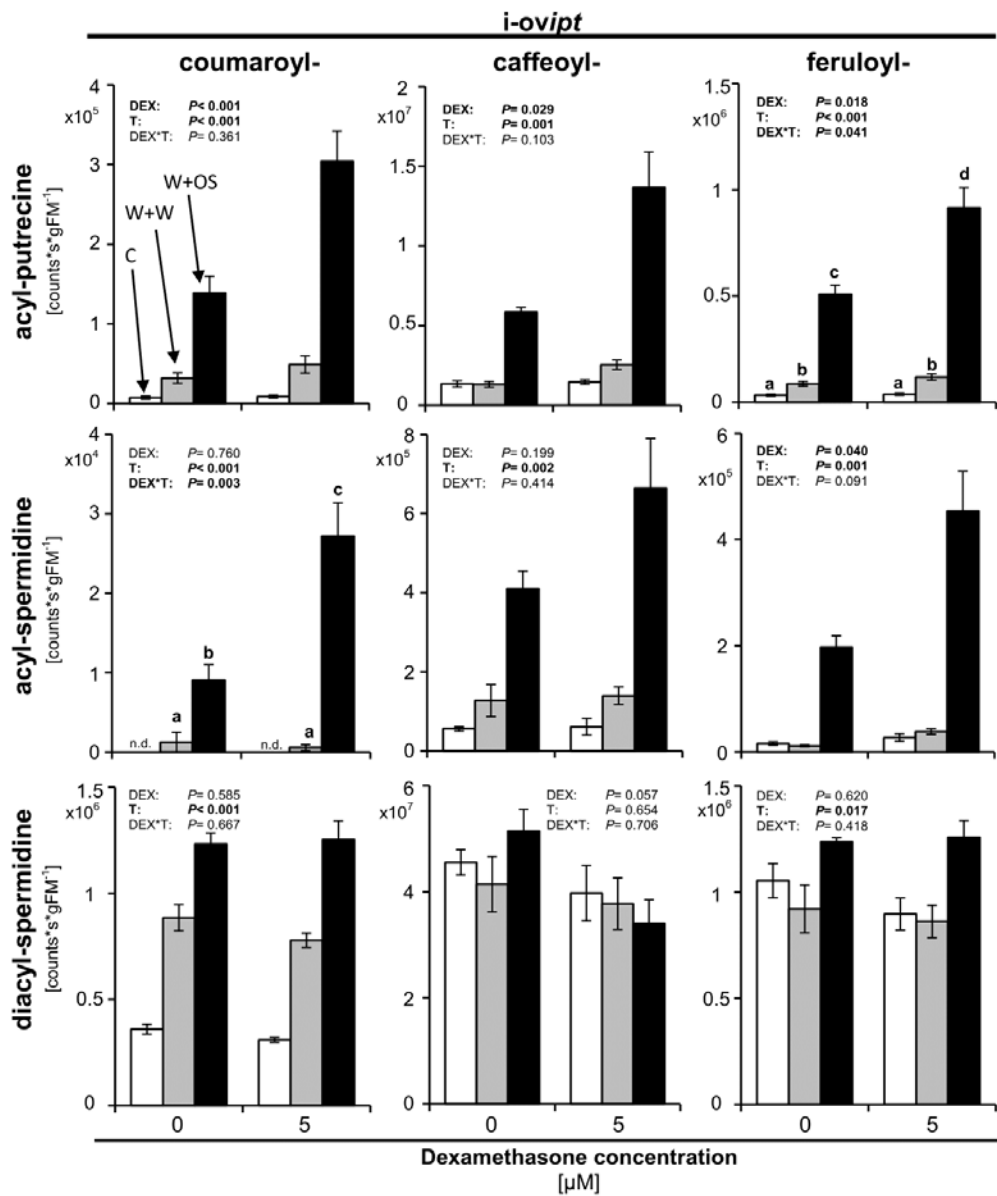 i-ovipt
coumaroyl- caffeoyl- feruloyl-
acyl-putrecine
[counts*s*gFM⁻¹]
4
x10⁵
3
2
1
0
DEX: P< 0.001
T: P< 0.001
DEX*T: P= 0.361
C
W+W
W+OS
2
x10⁷
1.5
1
0.5
0
DEX: P= 0.029
T: P= 0.001
DEX*T: P= 0.103
1.5
x10⁶
1
0.5
0
DEX: P= 0.018
T: P< 0.001
DEX*T: P= 0.041
a b c a b d
acyl-spermidine
[counts*s*gFM⁻¹]
4
x10⁴
3
2
1
0
DEX: P= 0.760
T: P< 0.001
DEX*T: P= 0.003
n.d. a b n.d. a c
8
x10⁵
6
4
2
0
DEX: P= 0.199
T: P= 0.002
DEX*T: P= 0.414
6
x10⁵
4
2
0
DEX: P= 0.040
T: P= 0.001
DEX*T: P= 0.091
diacyl-spermidine
[counts*s*gFM⁻¹]
1.5
x10⁶
1
0.5
0
DEX: P= 0.585
T: P< 0.001
DEX*T: P= 0.667
6
x10⁷
4
2
0
DEX: P= 0.057
T: P= 0.654
DEX*T: P= 0.706
1.5
x10⁶
1
0.5
0
DEX: P= 0.620
T: P= 0.017
DEX*T: P= 0.418
0 5 0 5 0 5
Dexamethasone concentration
[µM]